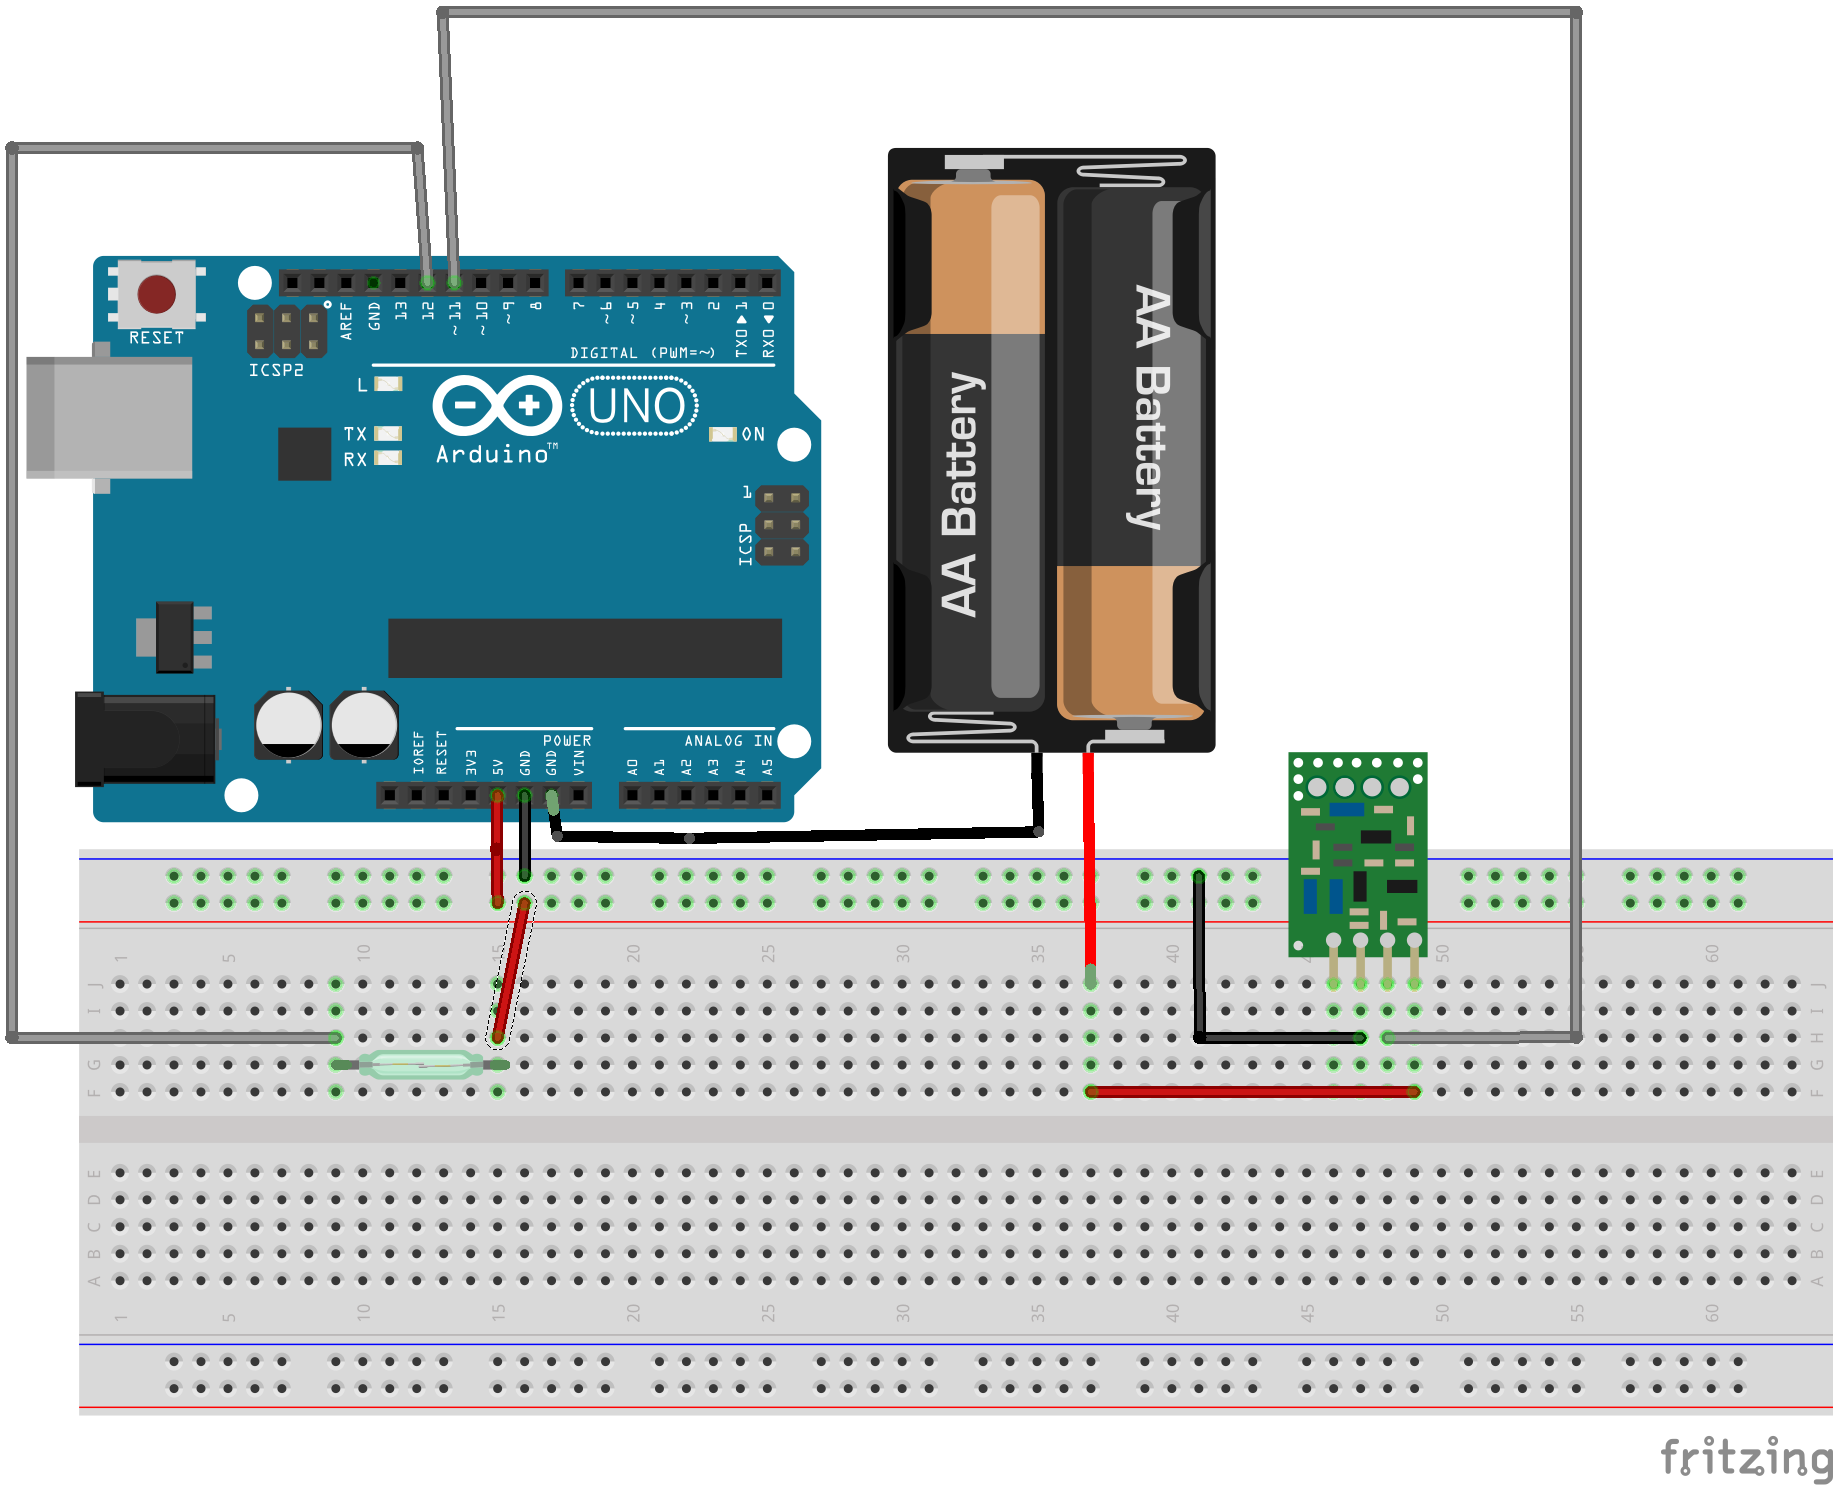 RESET
ICSP2
AREF
GND
13
12
~11
~10
~9
8
7
~6
~5
4
~3
2
TX0▶1
RX0◀0
DIGITAL (PWM=~)
L
TX
RX
Arduino™
UNO
ON
1
ICSP
IOREF
RESET
3V3
5V
GND
GND
VIN
POWER
ANALOG IN
A0
A1
A2
A3
A4
A5
AA Battery
AA Battery
1 5 10 15 20 25 30 35 40 4 50 60
J J
I I
H H
G G
F F
E E
D D
C C
B B
A A
1 5 10 15 20 25 30 35 40 45 50 55 60
fritzing